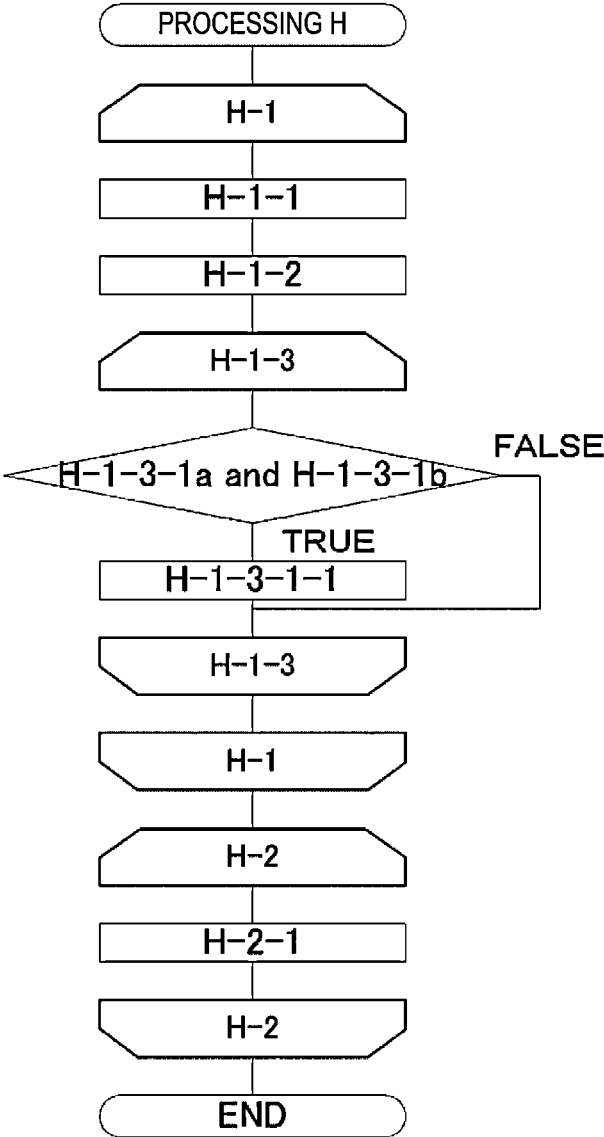 PROCESSING H
H-1
H-1-1
H-1-2
H-1-3
H-1-3-1a and H-1-3-1b
FALSE
TRUE
H-1-3-1-1
H-1-3
H-1
H-2
H-2-1
H-2
END